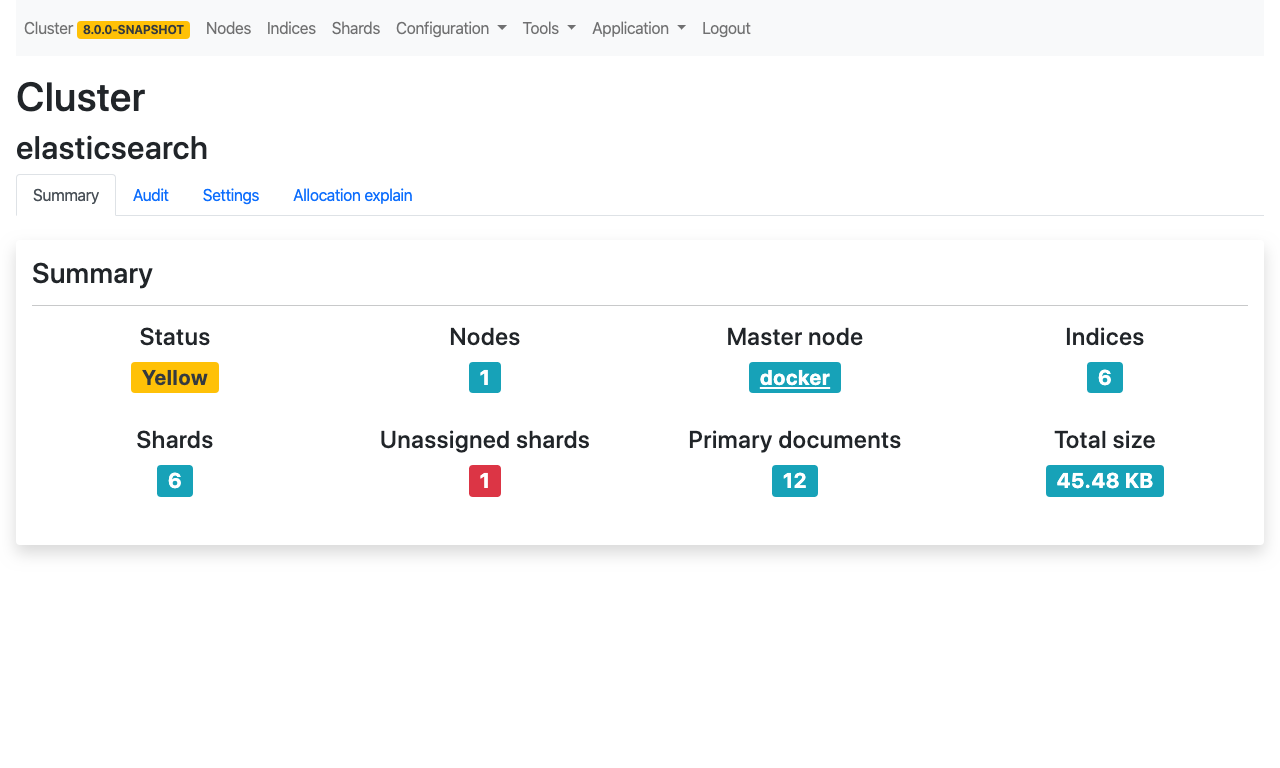 Cluster 8.0.0-SNAPSHOT Nodes Indices Shards Configuration Tools Application Logout
Cluster
elasticsearch
Summary Audit Settings Allocation explain
Summary
Status Nodes Master node Indices
Yellow 1 docker 6
Shards Unassigned shards Primary documents Total size
6 1 12 45.48 KB